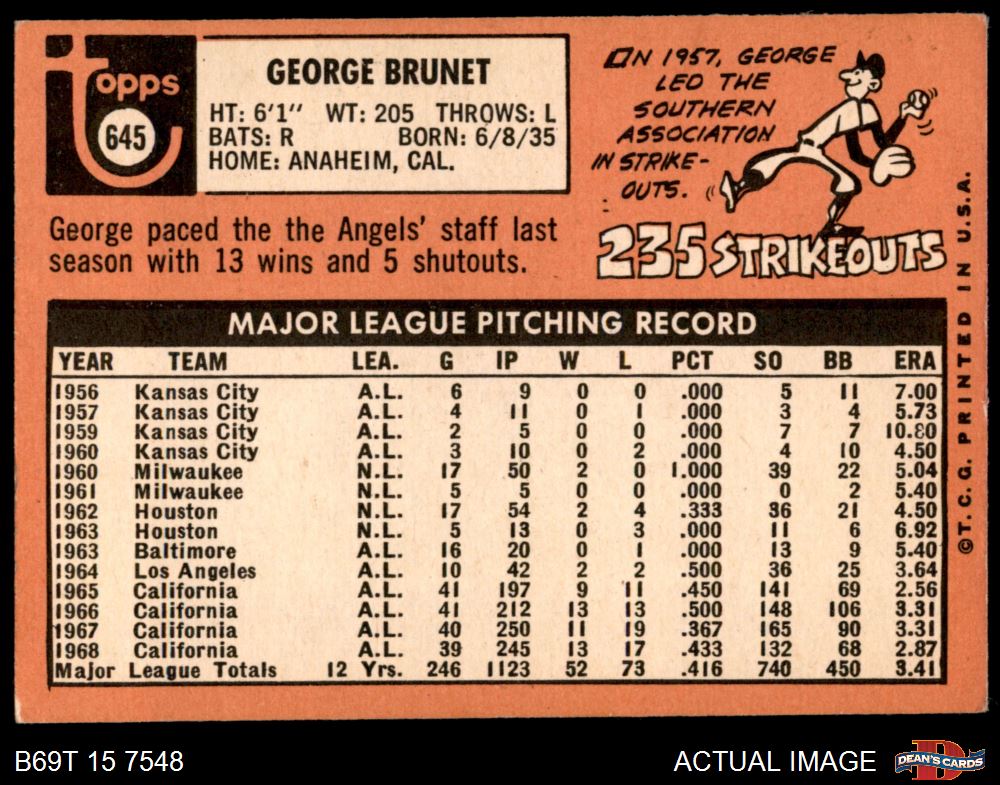 Topps
645
GEORGE BRUNET
HT: 6'1" WT: 205 THROWS: L
BATS: R BORN: 6/8/35
HOME: ANAHEIM, CAL.
ON 1957, GEORGE
LED THE
SOUTHERN
ASSOCIATION
IN STRIKE-
OUTS.
235 STRIKEOUTS
George paced the the Angels' staff last
season with 13 wins and 5 shutouts.
MAJOR LEAGUE PITCHING RECORD
YEAR TEAM LEA. G IP W L PCT SO BB ERA
1956 Kansas City A.L. 6 9 0 0 .000 5 11 7.00
1957 Kansas City A.L. 4 11 0 1 .000 3 4 5.73
1959 Kansas City A.L. 2 5 0 0 .000 7 7 10.80
1960 Kansas City A.L. 3 10 0 2 .000 4 10 4.50
1960 Milwaukee N.L. 17 50 2 0 1.000 39 22 5.04
1961 Milwaukee N.L. 5 5 0 0 .000 0 2 5.40
1962 Houston N.L. 17 54 2 4 .333 36 21 4.50
1963 Houston N.L. 5 13 0 3 .000 11 6 6.92
1963 Baltimore A.L. 16 20 0 1 .000 13 9 5.40
1964 Los Angeles A.L. 10 42 2 2 .500 36 25 3.64
1965 California A.L. 41 197 9 11 .450 141 69 2.56
1966 California A.L. 41 212 13 13 .500 148 106 3.31
1967 California A.L. 40 250 11 19 .367 165 90 3.31
1968 California A.L. 39 245 13 17 .433 132 68 2.87
Major League Totals 12 Yrs. 246 1123 52 73 .416 740 450 3.41
©T.C.G. PRINTED IN U.S.A.
B69T 15 7548
ACTUAL IMAGE
DEAN'S CARDS